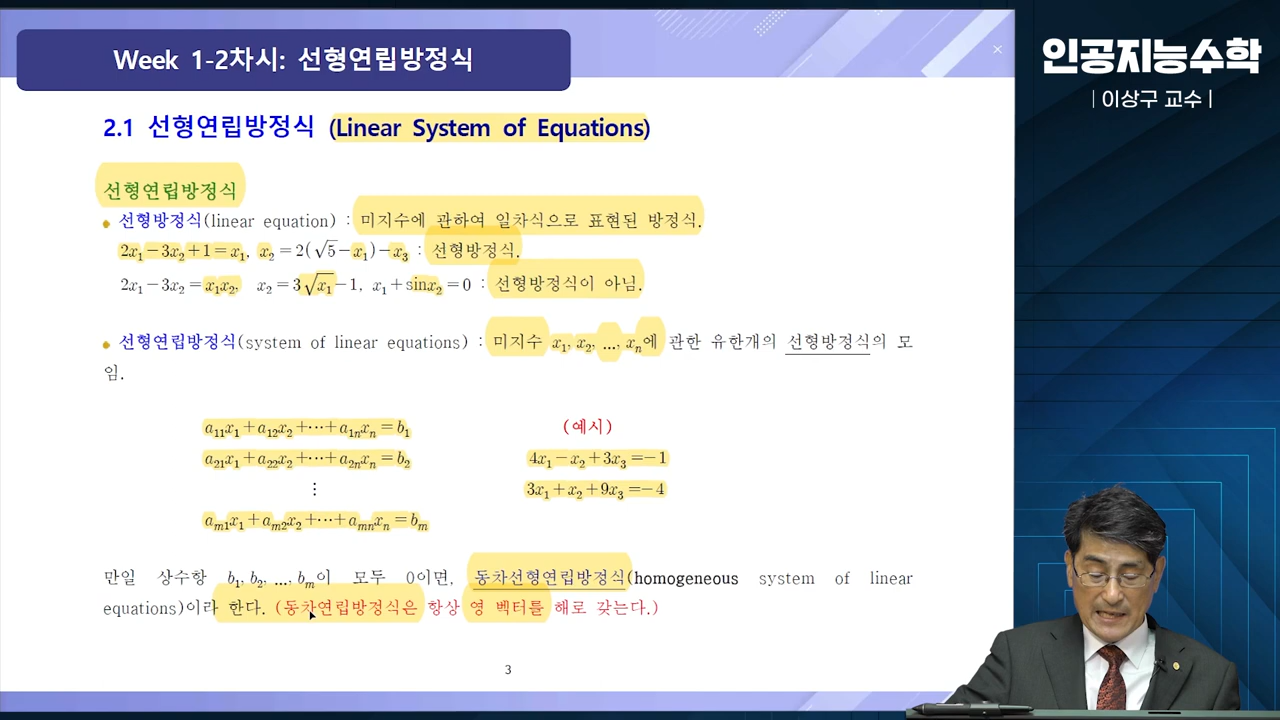 Week 1-2차시: 선형연립방정식
인공지능수학
| 이상구 교수 |
2.1 선형연립방정식 (Linear System of Equations)
선형연립방정식
• 선형방정식(linear equation) : 미지수에 관하여 일차식으로 표현된 방정식.
2x₁−3x₂+1=x₁, x₂=2(√5−x₁)−x₃ : 선형방정식.
2x₁−3x₂=x₁x₂, x₂=3√x₁−1, x₁+sinx₂=0 : 선형방정식이 아님.
• 선형연립방정식(system of linear equations) : 미지수 x₁, x₂, ..., xₙ에 관한 유한개의 선형방정식의 모
임.
a₁₁x₁+a₁₂x₂+⋯+a₁ₙxₙ=b₁
a₂₁x₁+a₂₂x₂+⋯+a₂ₙxₙ=b₂
⋮
aₘ₁x₁+aₘ₂x₂+⋯+aₘₙxₙ=bₘ
(예시)
4x₁−x₂+3x₃=−1
3x₁+x₂+9x₃=−4
만일 상수항 b₁, b₂, ..., bₘ이 모두 0이면, 동차선형연립방정식(homogeneous system of linear
equations)이라 한다. (동차연립방정식은 항상 영 벡터를 해로 갖는다.)
3